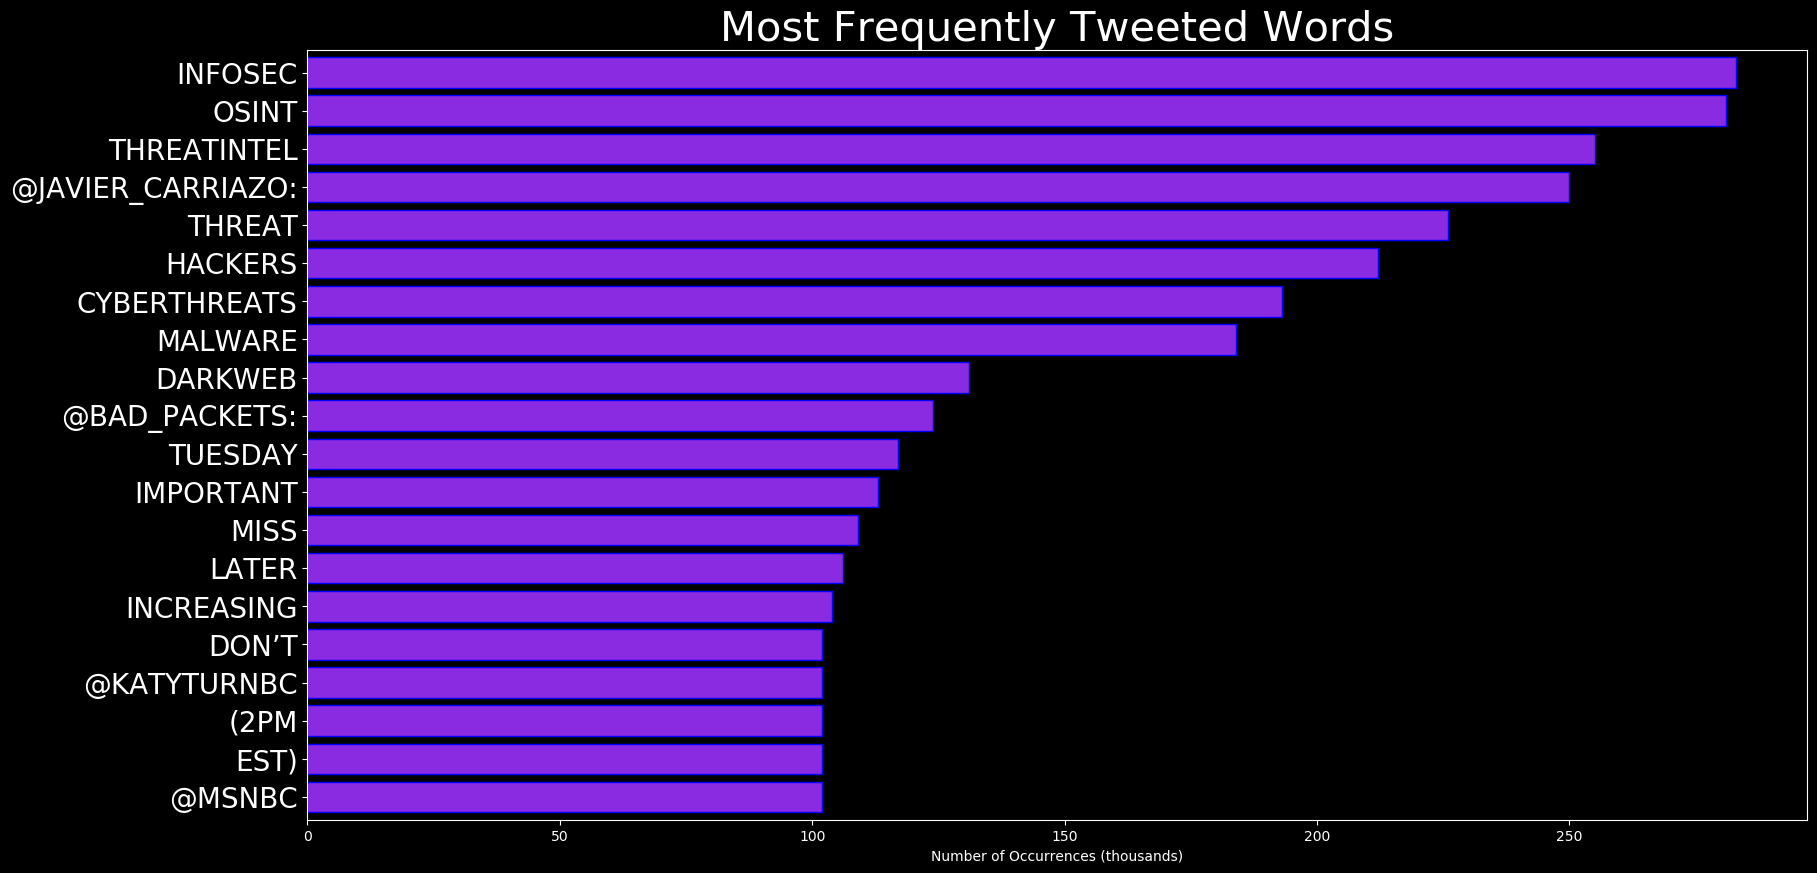 Most Frequently Tweeted Words
INFOSEC
OSINT
THREATINTEL
@JAVIER_CARRIAZO:
THREAT
HACKERS
CYBERTHREATS
MALWARE
DARKWEB
@BAD_PACKETS:
TUESDAY
IMPORTANT
MISS
LATER
INCREASING
DON’T
@KATYTURNBC
(2PM
EST)
@MSNBC
0 50 100 150 200 250
Number of Occurrences (thousands)